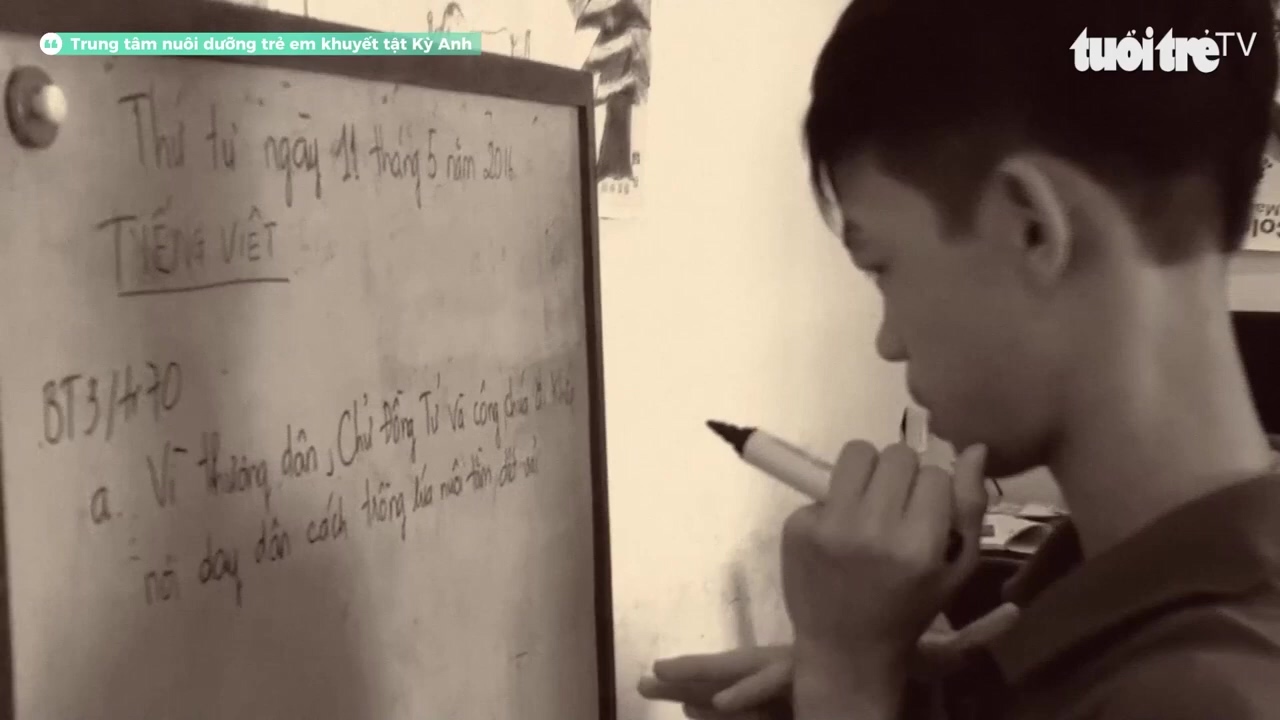 Trung tâm nuôi dưỡng trẻ em khuyết tật Kỳ Anh
tuổi trẻ TV
Thứ tư ngày 11 tháng 5 năm 2016
TIẾNG VIỆT
BT3/tr70
a. Vì thương dân, Chử Đồng Tử và công chúa đi khắp
nơi dạy dân cách trồng lúa nuôi tằm, dệt vải